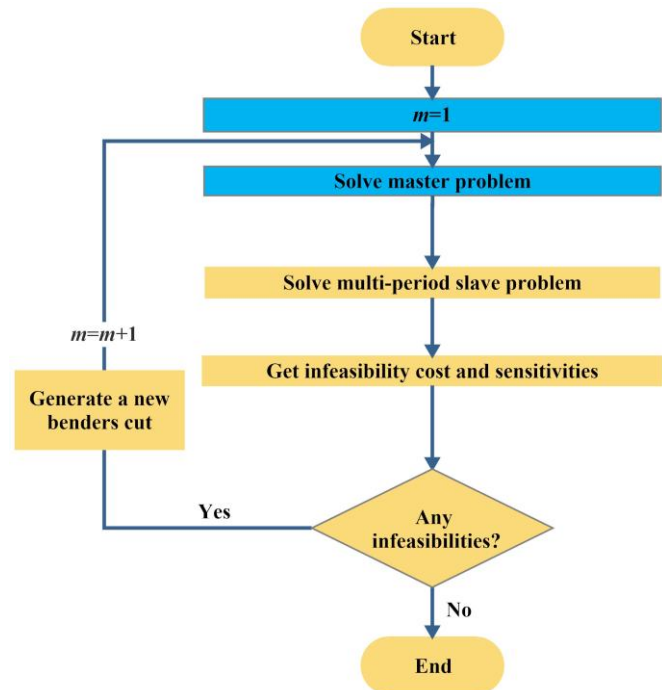 Start
m=1
Solve master problem
Solve multi-period slave problem
m=m+1
Get infeasibility cost and sensitivities
Generate a new
benders cut
Yes
Any
infeasibilities?
No
End